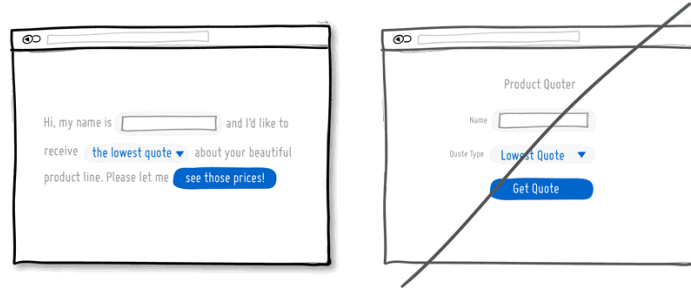 Hi, my name is and I'd like to
receive the lowest quote about your beautiful
product line. Please let me see those prices!
Product Quoter
Name
Quote Type Lowest Quote
Get Quote